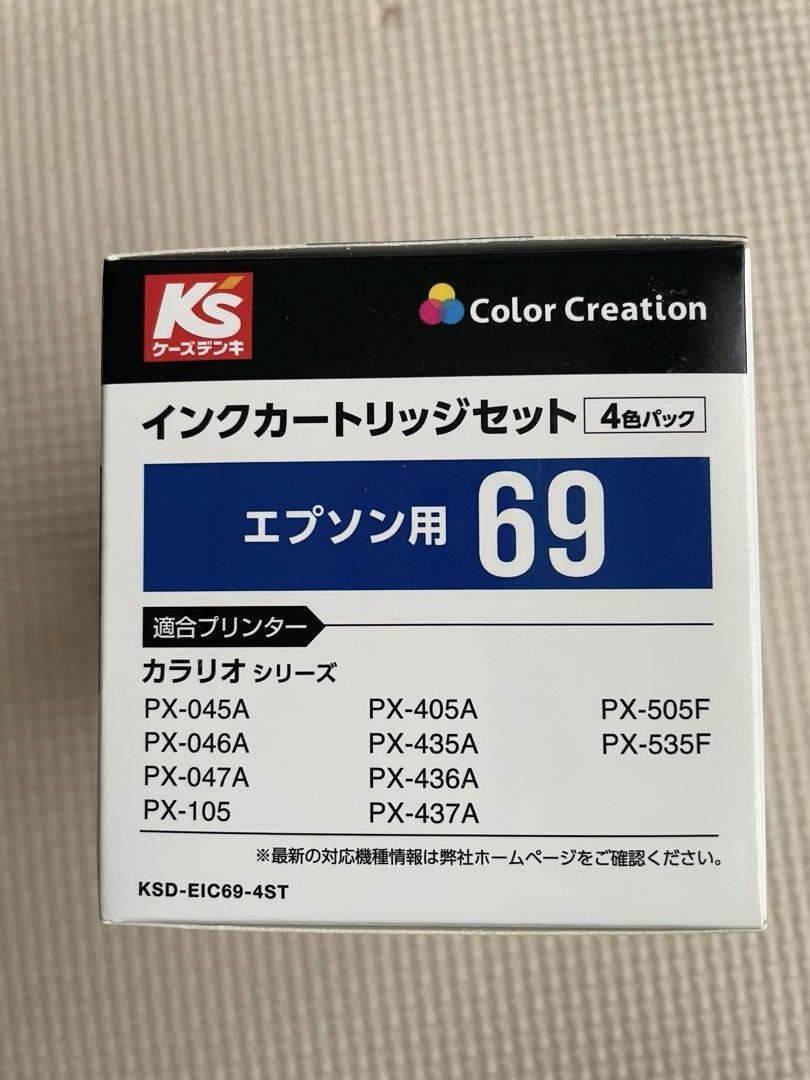 K's
ケーズデンキ
Color Creation
インクカートリッジセット 4色パック
エプソン用 69
適合プリンター
カラリオ シリーズ
PX-045A PX-405A PX-505F
PX-046A PX-435A PX-535F
PX-047A PX-436A
PX-105 PX-437A
※最新の対応機種情報は弊社ホームページをご確認ください。
KSD-EIC69-4ST